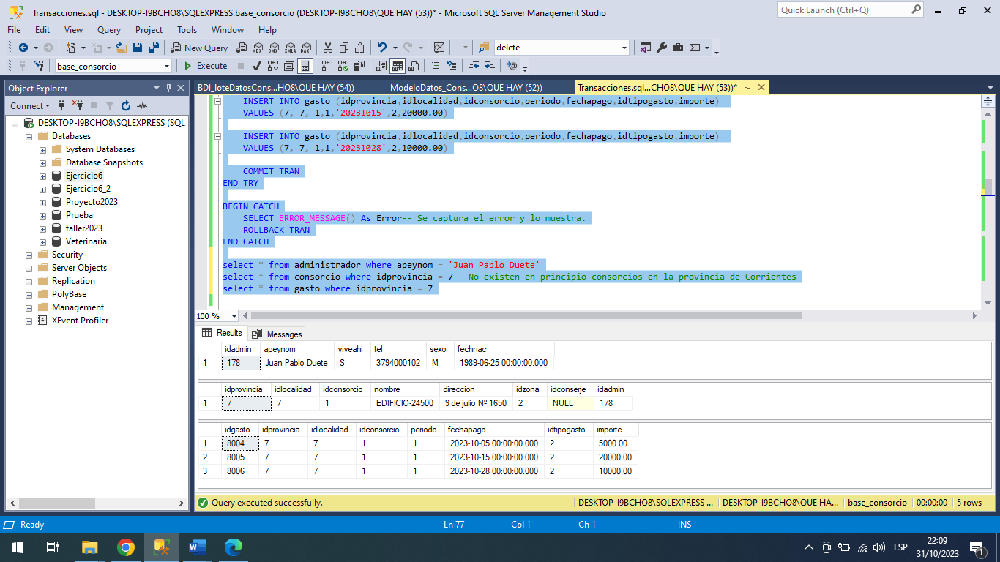 Transacciones.sql - DESKTOP-I9BCHO8\SQLEXPRESS.base_consorcio (DESKTOP-I9BCHO8\QUE HAY (53))* - Microsoft SQL Server Management Studio
Quick Launch (Ctrl+Q)
File Edit View Query Project Tools Window Help
New Query MDX DMX XMLA DAX delete
base_consorcio Execute
Object Explorer
BDI_loteDatosCons...HO8\QUE HAY (54)) ModeloDatos_Cons...O8\QUE HAY (52)) Transacciones.sql...CHO8\QUE HAY (53))*
Connect
DESKTOP-I9BCHO8\SQLEXPRESS (SQL
Databases
System Databases
Database Snapshots
Ejercicio6
Ejercicio6_2
Proyecto2023
Prueba
taller2023
Veterinaria
Security
Server Objects
Replication
PolyBase
Management
XEvent Profiler
INSERT INTO gasto (idprovincia,idlocalidad,idconsorcio,periodo,fechapago,idtipogasto,importe)
VALUES (7, 7, 1,1,'20231015',2,20000.00)
INSERT INTO gasto (idprovincia,idlocalidad,idconsorcio,periodo,fechapago,idtipogasto,importe)
VALUES (7, 7, 1,1,'20231028',2,10000.00)
COMMIT TRAN
END TRY
BEGIN CATCH
SELECT ERROR_MESSAGE() As Error-- Se captura el error y lo muestra.
ROLLBACK TRAN
END CATCH
select * from administrador where apeynom = 'Juan Pablo Duete'
select * from consorcio where idprovincia = 7 --No existen en principio consorcios en la provincia de Corrientes
select * from gasto where idprovincia = 7
100 %
Results Messages
idadmin apeynom viveahi tel sexo fechnac
1 178 Juan Pablo Duete S 3794000102 M 1989-06-25 00:00:00.000
idprovincia idlocalidad idconsorcio nombre direccion idzona idconserje idadmin
1 7 7 1 EDIFICIO-24500 9 de julio Nº 1650 2 NULL 178
idgasto idprovincia idlocalidad idconsorcio periodo fechapago idtipogasto importe
1 8004 7 7 1 1 2023-10-05 00:00:00.000 2 5000.00
2 8005 7 7 1 1 2023-10-15 00:00:00.000 2 20000.00
3 8006 7 7 1 1 2023-10-28 00:00:00.000 2 10000.00
Query executed successfully. DESKTOP-I9BCHO8\SQLEXPRESS ... DESKTOP-I9BCHO8\QUE HA... base_consorcio 00:00:00 5 rows
Ready Ln 77 Col 1 Ch 1 INS
ESP
22:09
31/10/2023
1